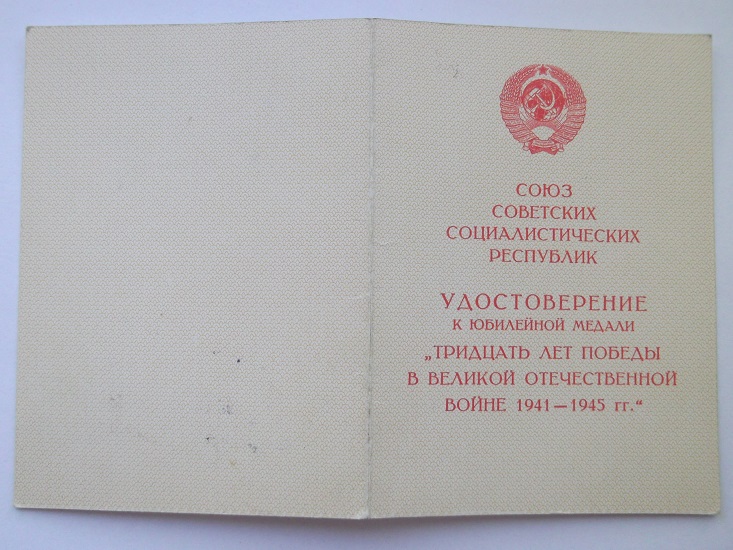 СОЮЗ
СОВЕТСКИХ
СОЦИАЛИСТИЧЕСКИХ
РЕСПУБЛИК
УДОСТОВЕРЕНИЕ
К ЮБИЛЕЙНОЙ МЕДАЛИ
„ТРИДЦАТЬ ЛЕТ ПОБЕДЫ
В ВЕЛИКОЙ ОТЕЧЕСТВЕННОЙ
ВОЙНЕ 1941—1945 гг.“